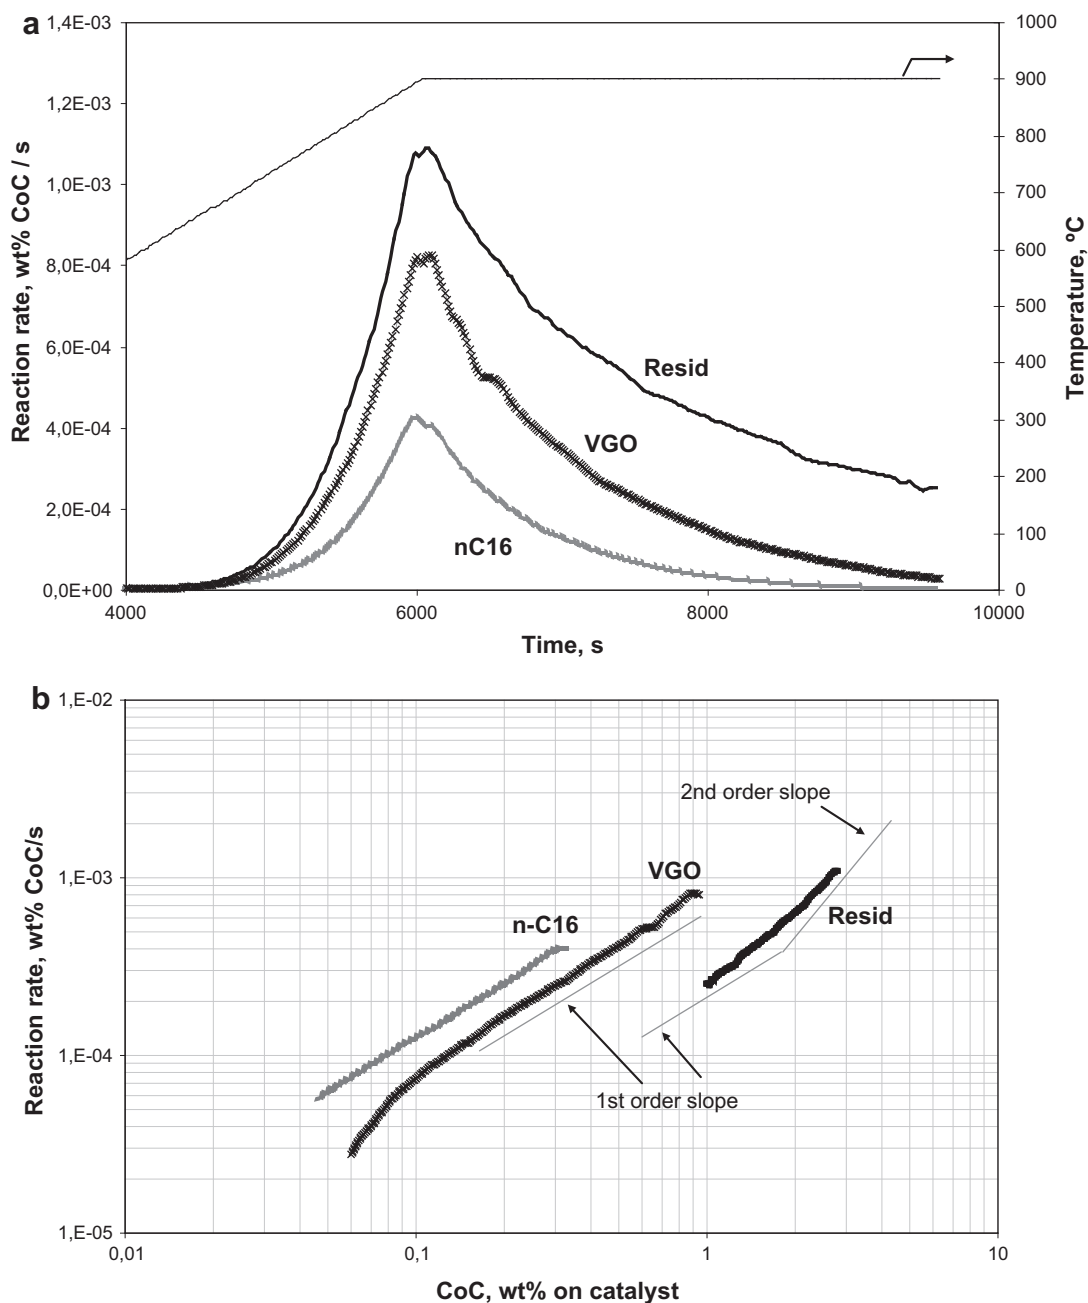 a
1,4E-03
1,2E-03
1,0E-03
8,0E-04
6,0E-04
4,0E-04
2,0E-04
0,0E+00
Reaction rate, wt% CoC / s
1000
900
800
700
600
500
400
300
200
100
0
Temperature, ºC
Resid
VGO
nC16
4000
6000
8000
10000
Time, s
b
1,E-02
1,E-03
1,E-04
1,E-05
Reaction rate, wt% CoC/s
2nd order slope
VGO
n-C16
Resid
1st order slope
0,01
0,1
1
10
CoC, wt% on catalyst